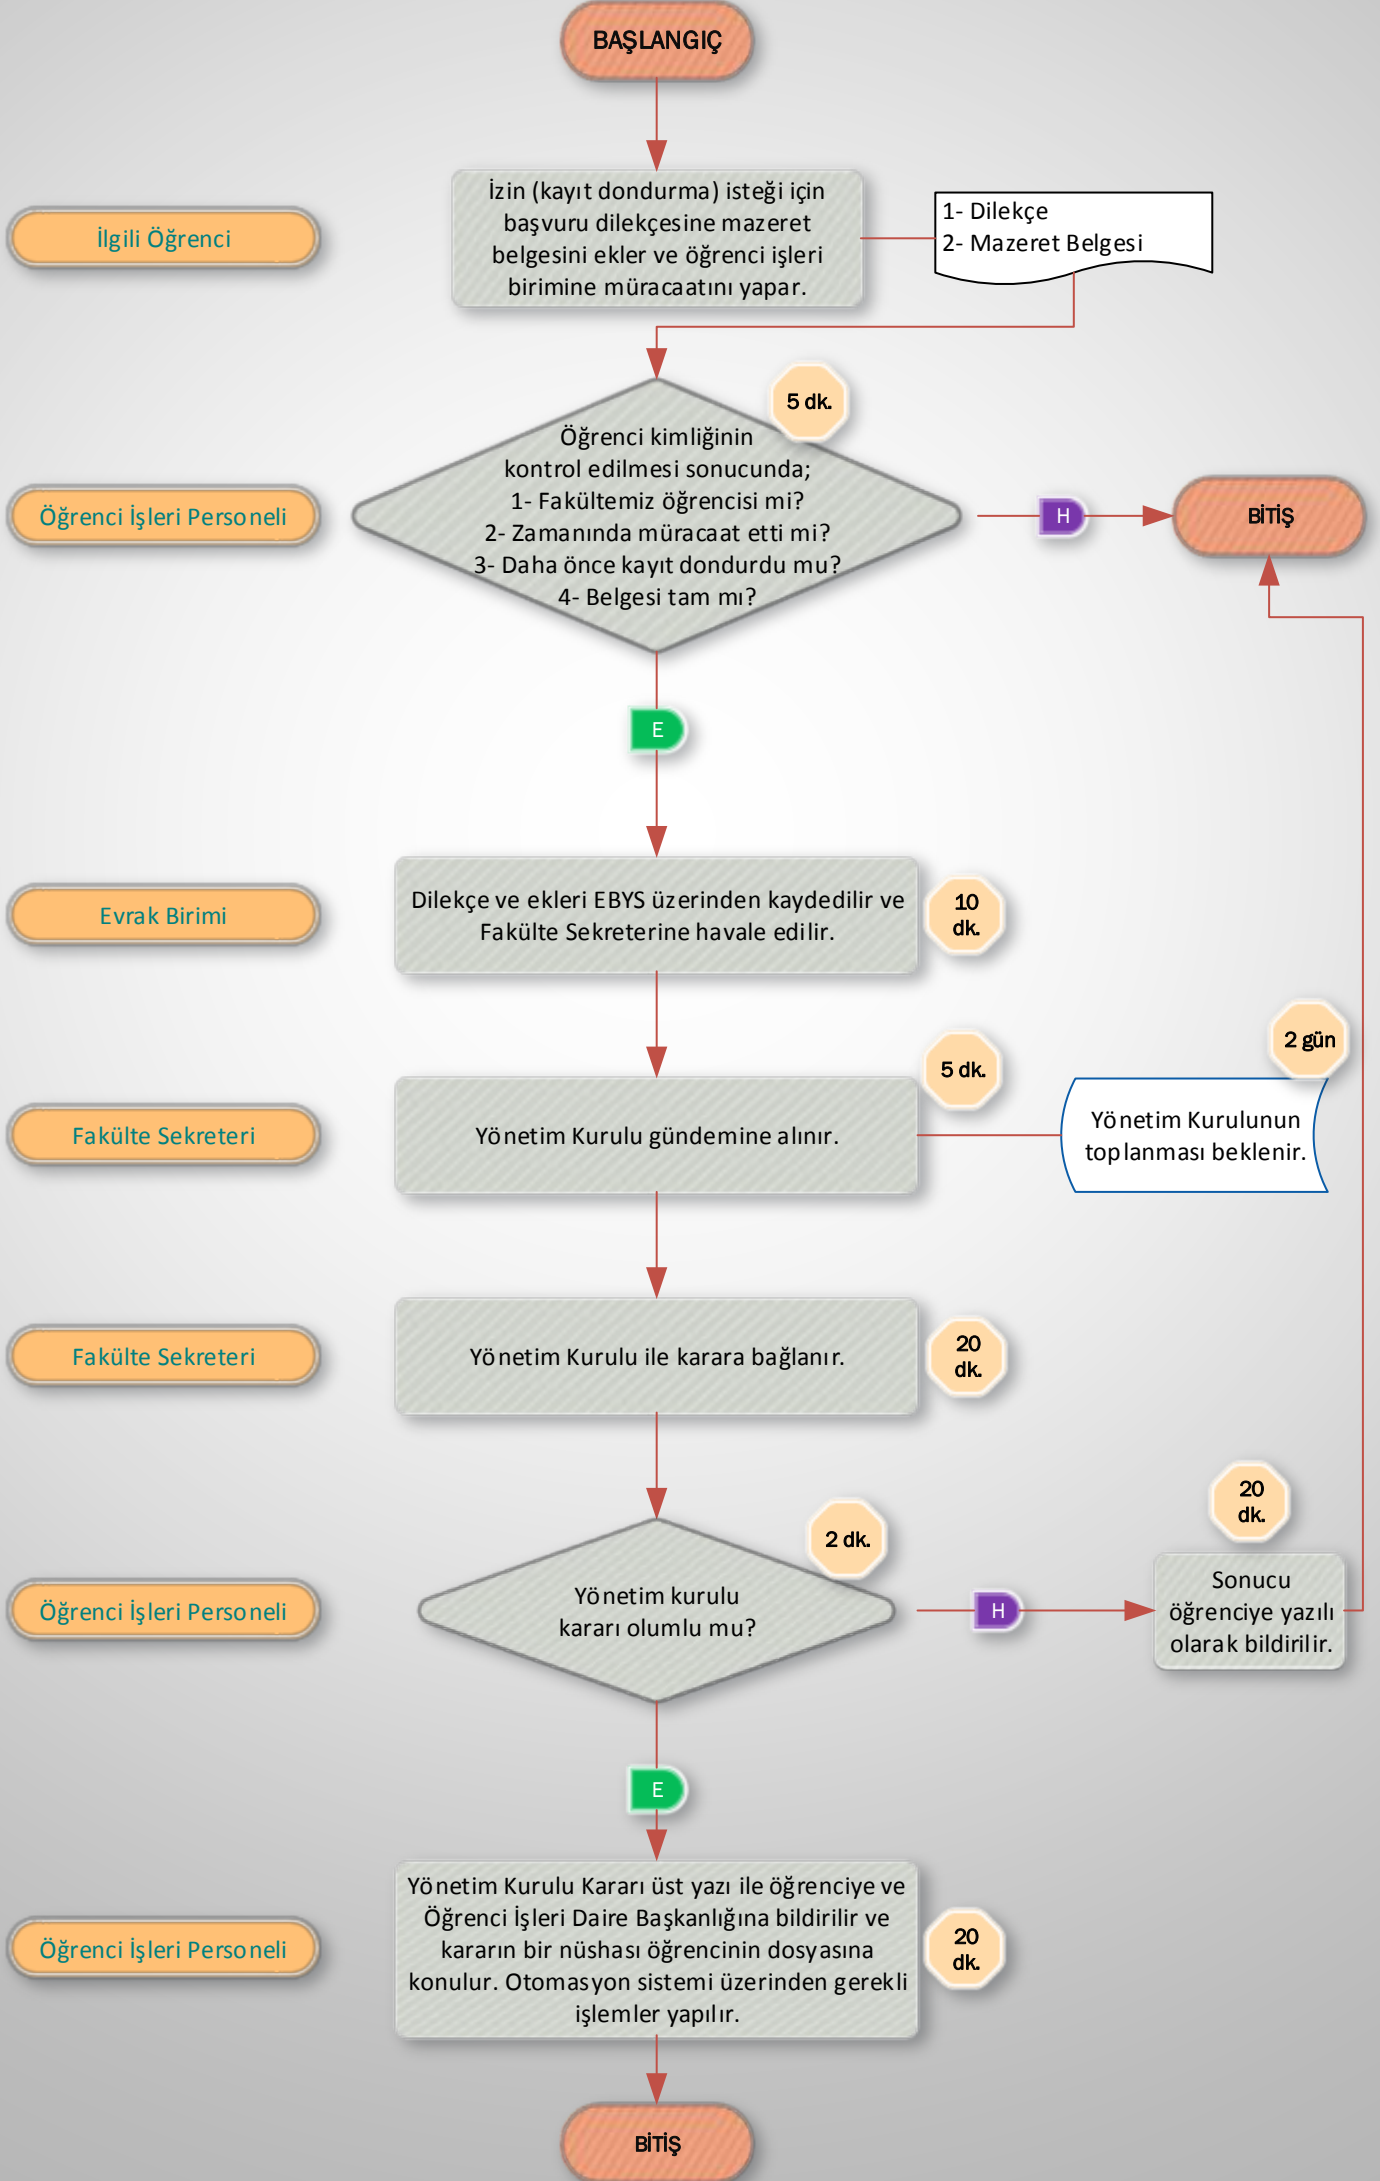 BAŞLANGIÇ
İlgili Öğrenci
İzin (kayıt dondurma) isteği için
başvuru dilekçesine mazeret
belgesini ekler ve öğrenci işleri
birimine müracaatını yapar.
1- Dilekçe
2- Mazeret Belgesi
5 dk.
Öğrenci İşleri Personeli
Öğrenci kimliğinin
kontrol edilmesi sonucunda;
1- Fakültemiz öğrencisi mi?
2- Zamanında müracaat etti mi?
3- Daha önce kayıt dondurdu mu?
4- Belgesi tam mı?
H
BİTİŞ
E
Evrak Birimi
Dilekçe ve ekleri EBYS üzerinden kaydedilir ve
Fakülte Sekreterine havale edilir.
10
dk.
Fakülte Sekreteri
Yönetim Kurulu gündemine alınır.
5 dk.
2 gün
Yönetim Kurulunun
toplanması beklenir.
Fakülte Sekreteri
Yönetim Kurulu ile karara bağlanır.
20
dk.
Öğrenci İşleri Personeli
Yönetim kurulu
kararı olumlu mu?
2 dk.
H
20
dk.
Sonucu
öğrenciye yazılı
olarak bildirilir.
E
Öğrenci İşleri Personeli
Yönetim Kurulu Kararı üst yazı ile öğrenciye ve
Öğrenci İşleri Daire Başkanlığına bildirilir ve
kararın bir nüshası öğrencinin dosyasına
konulur. Otomasyon sistemi üzerinden gerekli
işlemler yapılır.
20
dk.
BİTİŞ